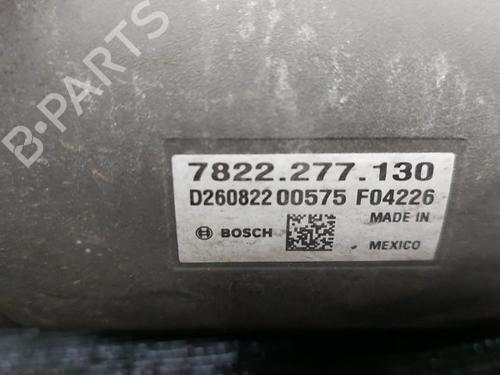 B-PARTS
7822.277.130
D260822 00575 F04226
MADE IN
BOSCH
MEXICO